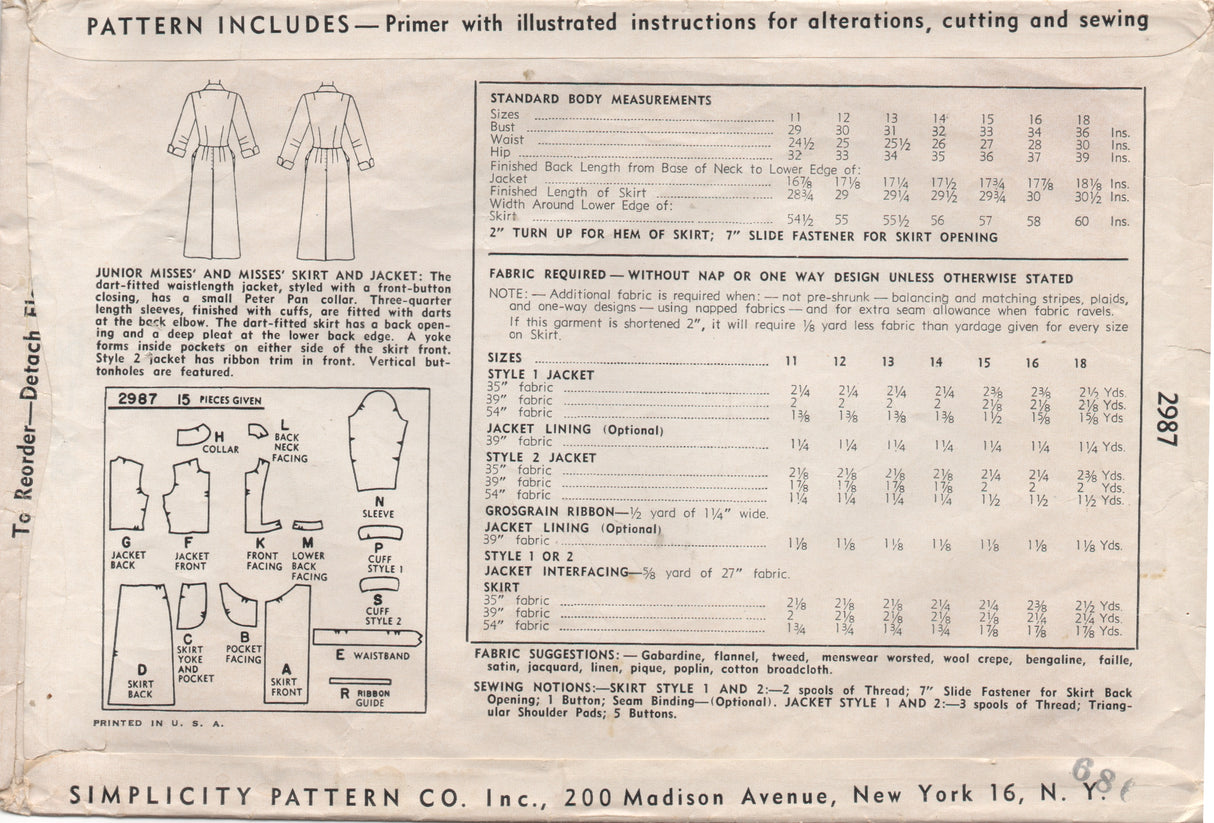 PATTERN INCLUDES — Primer with illustrated instructions for alterations, cutting and sewing
To Reorder—Detach
JUNIOR MISSES' AND MISSES' SKIRT AND JACKET: The
dart-fitted waistlength jacket, styled with a front-button
closing, has a small Peter Pan collar. Three-quarter
length sleeves, finished with cuffs, are fitted with darts
at the back elbow. The dart-fitted skirt has a back open-
ing and a deep pleat at the lower back edge. A yoke
forms inside pockets on either side of the skirt front.
Style 2 jacket has ribbon trim in front. Vertical but-
tonholes are featured.
2987 15 PIECES GIVEN
H
COLLAR
L
BACK
NECK
FACING
N
SLEEVE
G
JACKET
BACK
F
JACKET
FRONT
K
FRONT
FACING
M
LOWER
BACK
FACING
P
CUFF
STYLE 1
S
CUFF
STYLE 2
D
SKIRT
BACK
C
SKIRT
YOKE
AND
POCKET
B
POCKET
FACING
A
SKIRT
FRONT
E WAISTBAND
R RIBBON
GUIDE
PRINTED IN U. S. A.
STANDARD BODY MEASUREMENTS
Sizes 11 12 13 14 15 16 18
Bust 29 30 31 32 33 34 36 Ins.
Waist 24½ 25 25½ 26 27 28 30 Ins.
Hip 32 33 34 35 36 37 39 Ins.
Finished Back Length from Base of Neck to Lower Edge of:
Jacket 16⅞ 17⅛ 17¼ 17½ 17¾ 17⅞ 18⅛ Ins.
Finished Length of Skirt 28¾ 29 29¼ 29½ 29¾ 30 30½ Ins.
Width Around Lower Edge of:
Skirt 54½ 55 55½ 56 57 58 60 Ins.
2" TURN UP FOR HEM OF SKIRT; 7" SLIDE FASTENER FOR SKIRT OPENING
FABRIC REQUIRED — WITHOUT NAP OR ONE WAY DESIGN UNLESS OTHERWISE STATED
NOTE: — Additional fabric is required when: — not pre-shrunk — balancing and matching stripes, plaids,
and one-way designs — using napped fabrics — and for extra seam allowance when fabric ravels.
If this garment is shortened 2", it will require ⅛ yard less fabric than yardage given for every size
on Skirt.
SIZES 11 12 13 14 15 16 18
STYLE 1 JACKET
35" fabric 2¼ 2¼ 2¼ 2¼ 2⅜ 2⅜ 2½ Yds.
39" fabric 2 2 2 2 2⅛ 2⅛ 2⅛ Yds.
54" fabric 1⅜ 1⅜ 1⅜ 1⅜ 1½ 1⅝ 1⅝ Yds.
JACKET LINING (Optional)
39" fabric 1¼ 1¼ 1¼ 1¼ 1¼ 1¼ 1¼ Yds.
STYLE 2 JACKET
35" fabric 2⅛ 2⅛ 2⅛ 2⅛ 2¼ 2¼ 2⅜ Yds.
39" fabric 1⅞ 1⅞ 1⅞ 1⅞ 2 2 2 Yds.
54" fabric 1¼ 1¼ 1¼ 1¼ 1½ 1½ 1½ Yds.
GROSGRAIN RIBBON—½ yard of 1¼" wide.
JACKET LINING (Optional)
39" fabric 1⅛ 1⅛ 1⅛ 1⅛ 1⅛ 1⅛ 1⅛ Yds.
STYLE 1 OR 2
JACKET INTERFACING—⅝ yard of 27" fabric.
SKIRT
35" fabric 2⅛ 2⅛ 2⅛ 2¼ 2¼ 2⅜ 2½ Yds.
39" fabric 2 2⅛ 2⅛ 2⅛ 2⅛ 2¼ 2¼ Yds.
54" fabric 1¾ 1¾ 1¾ 1¾ 1⅞ 1⅞ 1⅞ Yds.
2987
FABRIC SUGGESTIONS: — Gabardine, flannel, tweed, menswear worsted, wool crepe, bengaline, faille,
satin, jacquard, linen, pique, poplin, cotton broadcloth.
SEWING NOTIONS:—SKIRT STYLE 1 AND 2:—2 spools of Thread; 7" Slide Fastener for Skirt Back
Opening; 1 Button; Seam Binding—(Optional). JACKET STYLE 1 AND 2:—3 spools of Thread; Trian-
gular Shoulder Pads; 5 Buttons.
SIMPLICITY PATTERN CO. Inc., 200 Madison Avenue, New York 16, N. Y.